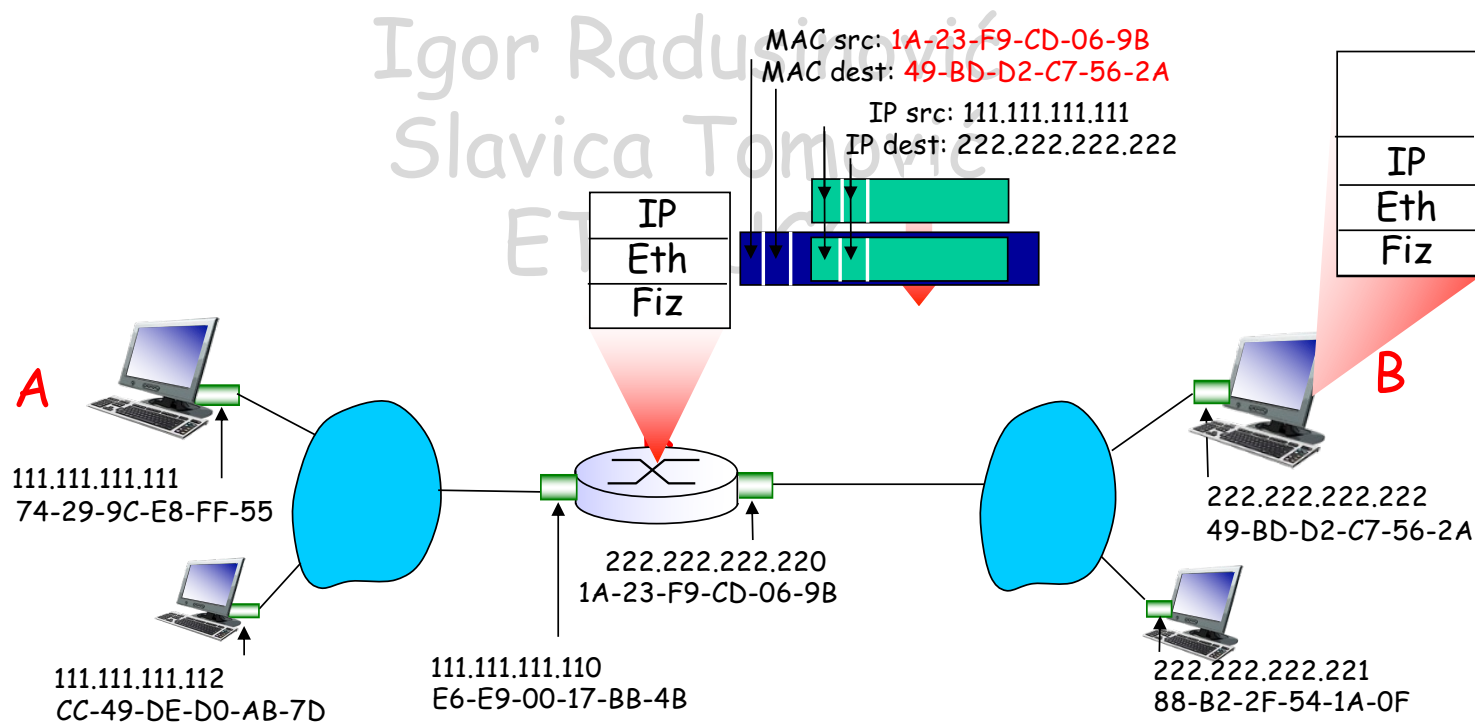 Igor Radusinović
Slavica Tomović
MAC src: 1A-23-F9-CD-06-9B
MAC dest: 49-BD-D2-C7-56-2A
IP src: 111.111.111.111
IP dest: 222.222.222.222
IP
Eth
Fiz
IP
Eth
Fiz
A
B
111.111.111.111
74-29-9C-E8-FF-55
222.222.222.222
49-BD-D2-C7-56-2A
222.222.222.220
1A-23-F9-CD-06-9B
111.111.111.112
CC-49-DE-D0-AB-7D
111.111.111.110
E6-E9-00-17-BB-4B
222.222.222.221
88-B2-2F-54-1A-0F